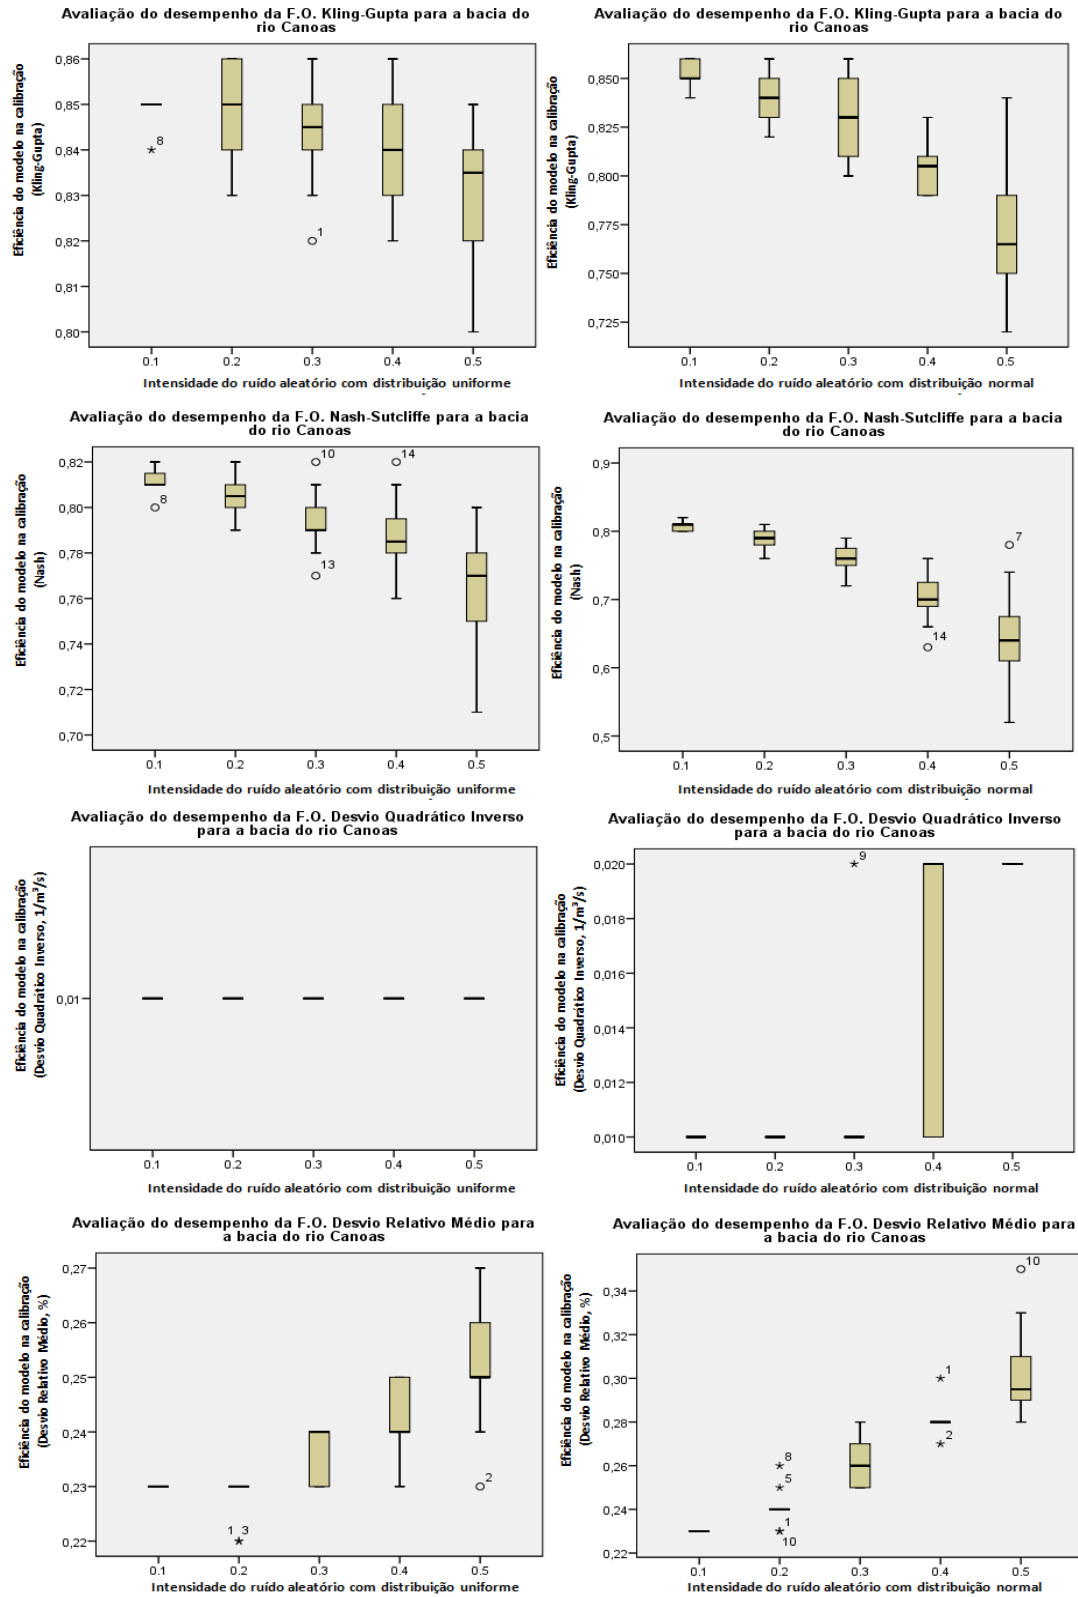 Avaliação do desempenho da F.O. Kling-Gupta para a bacia do
rio Canoas
Eficiência do modelo na calibração
(Kling-Gupta)
0,86
0,85
0,84
0,83
0,82
0,81
0,80
8
1
0.1 0.2 0.3 0.4 0.5
Intensidade do ruído aleatório com distribuição uniforme
Avaliação do desempenho da F.O. Kling-Gupta para a bacia do
rio Canoas
Eficiência do modelo na calibração
(Kling-Gupta)
0,850
0,825
0,800
0,775
0,750
0,725
0.1 0.2 0.3 0.4 0.5
Intensidade do ruído aleatório com distribuição normal
Avaliação do desempenho da F.O. Nash-Sutcliffe para a bacia
do rio Canoas
Eficiência do modelo na calibração
(Nash)
0,82
0,80
0,78
0,76
0,74
0,72
0,70
8
10
13
14
0.1 0.2 0.3 0.4 0.5
Intensidade do ruído aleatório com distribuição uniforme
Avaliação do desempenho da F.O. Nash-Sutcliffe para a bacia
do rio Canoas
Eficiência do modelo na calibração
(Nash)
0,9
0,8
0,7
0,6
0,5
14
7
0.1 0.2 0.3 0.4 0.5
Intensidade do ruído aleatório com distribuição normal
Avaliação do desempenho da F.O. Desvio Quadrático Inverso
para a bacia do rio Canoas
Eficiência do modelo na calibração
(Desvio Quadrático Inverso, 1/m³/s)
0,01
0.1 0.2 0.3 0.4 0.5
Intensidade do ruído aleatório com distribuição uniforme
Avaliação do desempenho da F.O. Desvio Quadrático Inverso
para a bacia do rio Canoas
Eficiência do modelo na calibração
(Desvio Quadrático Inverso, 1/m³/s)
0,020
0,018
0,016
0,014
0,012
0,010
9
0.1 0.2 0.3 0.4 0.5
Intensidade do ruído aleatório com distribuição normal
Avaliação do desempenho da F.O. Desvio Relativo Médio para
a bacia do rio Canoas
Eficiência do modelo na calibração
(Desvio Relativo Médio, %)
0,27
0,26
0,25
0,24
0,23
0,22
1 3
2
0.1 0.2 0.3 0.4 0.5
Intensidade do ruído aleatório com distribuição uniforme
Avaliação do desempenho da F.O. Desvio Relativo Médio para
a bacia do rio Canoas
Eficiência do modelo na calibração
(Desvio Relativo Médio, %)
0,34
0,32
0,30
0,28
0,26
0,24
0,22
8
5
1
10
1
2
10
0.1 0.2 0.3 0.4 0.5
Intensidade do ruído aleatório com distribuição normal